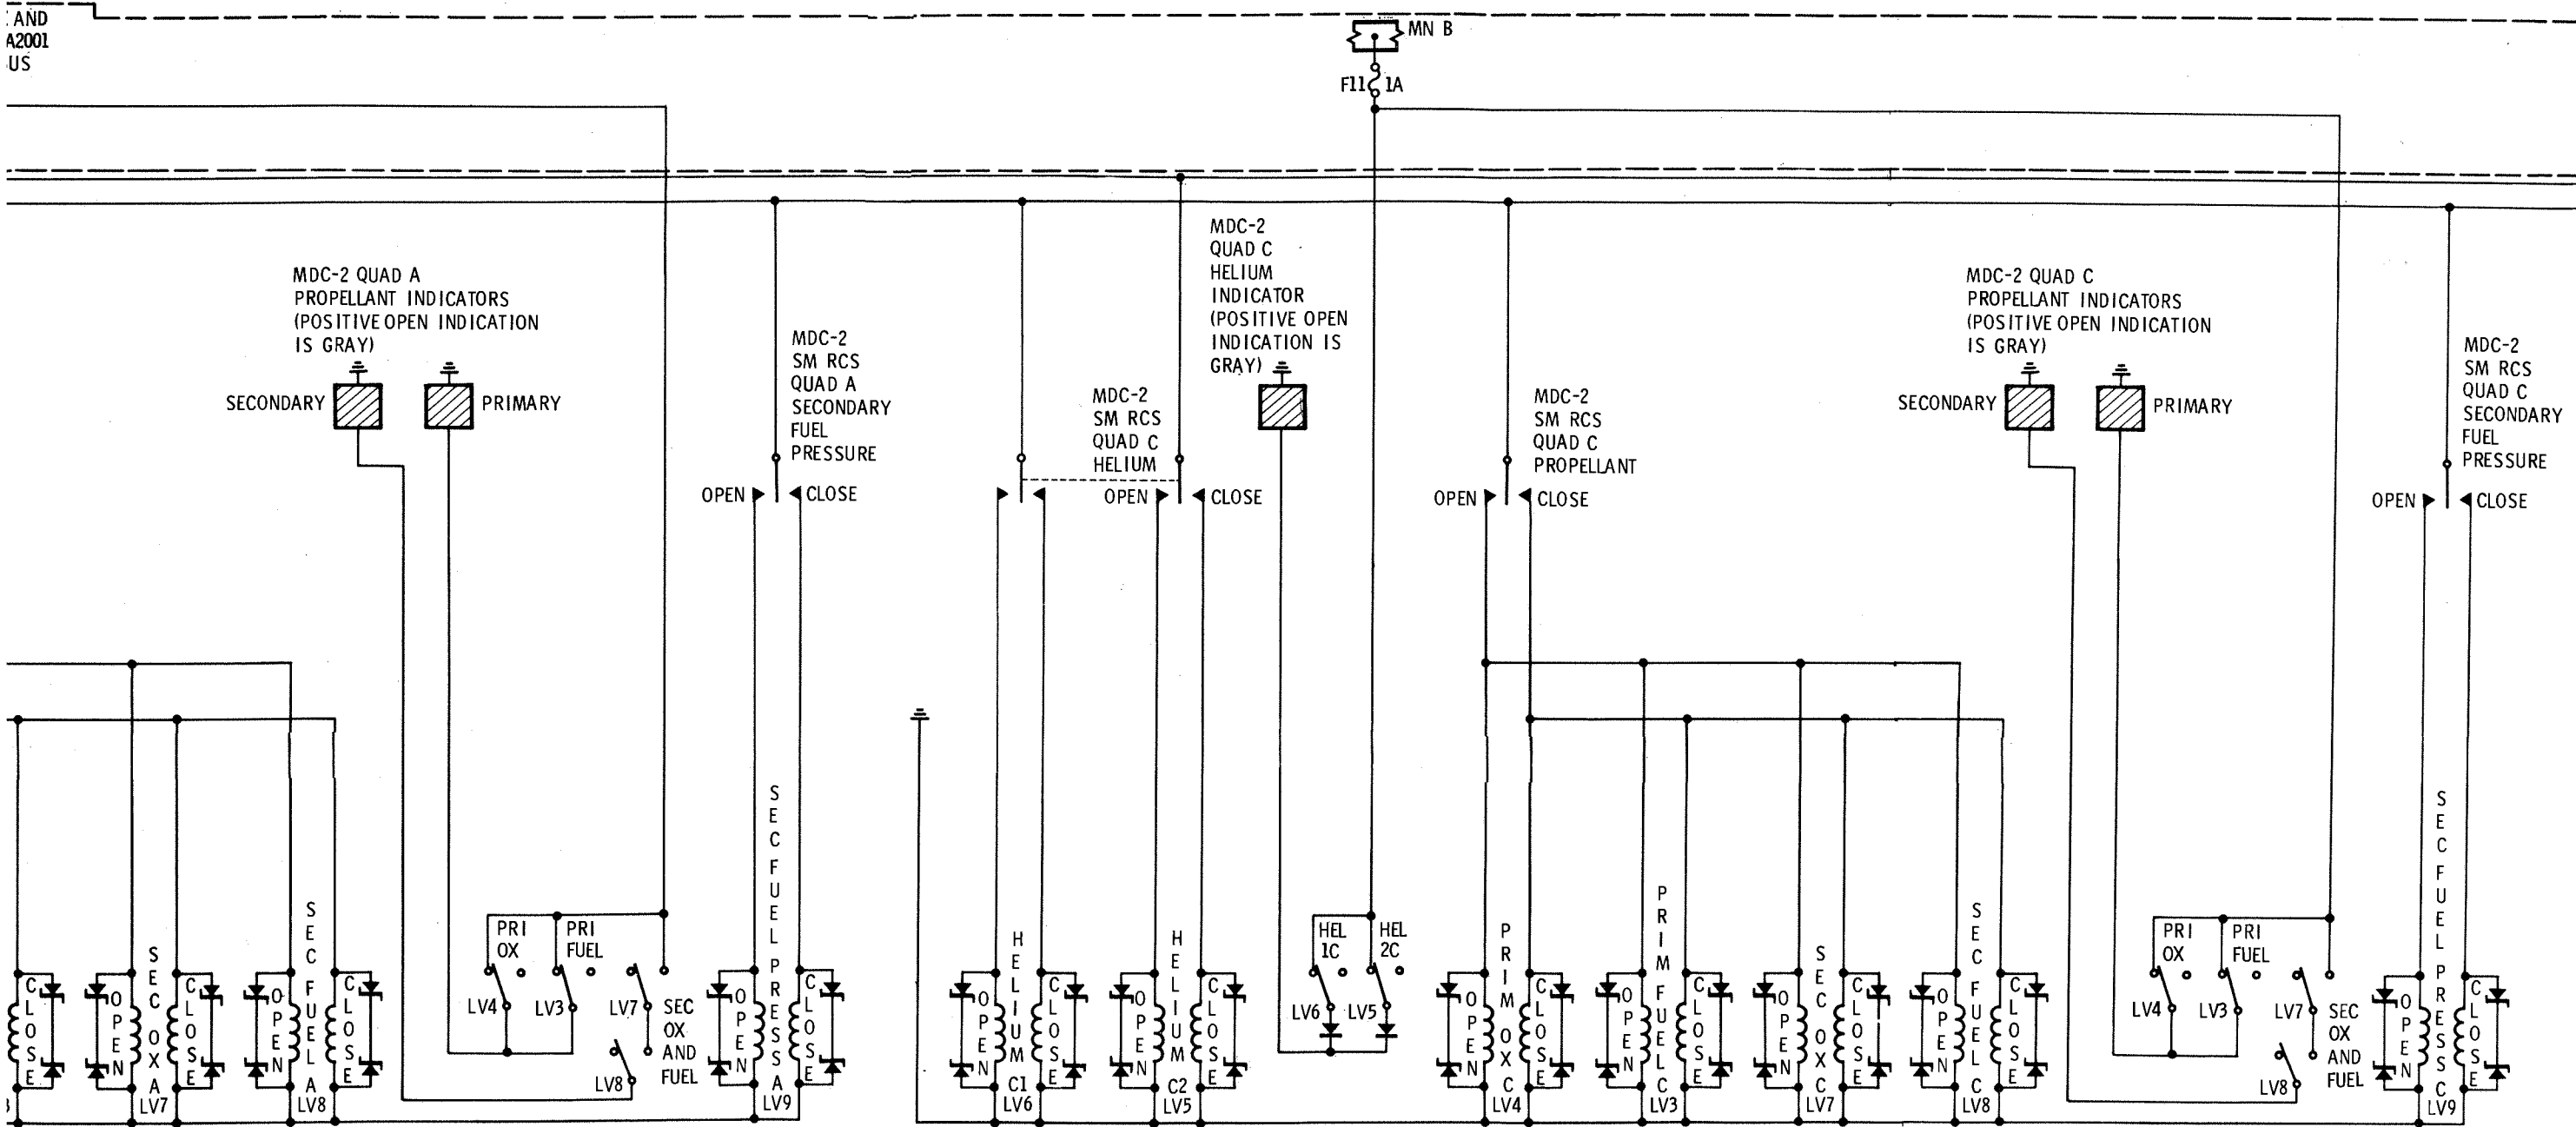 AND
A2001
US
MN B
F11 1A
MDC-2 QUAD A
PROPELLANT INDICATORS
(POSITIVE OPEN INDICATION
IS GRAY)
SECONDARY
PRIMARY
MDC-2
SM RCS
QUAD A
SECONDARY
FUEL
PRESSURE
OPEN
CLOSE
MDC-2
SM RCS
QUAD C
HELIUM
OPEN
CLOSE
MDC-2
QUAD C
HELIUM
INDICATOR
(POSITIVE OPEN
INDICATION IS
GRAY)
MDC-2
SM RCS
QUAD C
PROPELLANT
OPEN
CLOSE
MDC-2 QUAD C
PROPELLANT INDICATORS
(POSITIVE OPEN INDICATION
IS GRAY)
SECONDARY
PRIMARY
MDC-2
SM RCS
QUAD C
SECONDARY
FUEL
PRESSURE
OPEN
CLOSE
CLOSE
OPEN
SEC OX A
LV7
CLOSE
OPEN
SEC FUEL A
LV8
CLOSE
PRI
OX
PRI
FUEL
LV4
LV3
LV7
SEC
OX
AND
FUEL
LV8
OPEN
SEC FUEL PRESS A
LV9
CLOSE
OPEN
HELIUM
C1
LV6
CLOSE
OPEN
HELIUM
C2
LV5
CLOSE
HEL
1C
HEL
2C
LV6
LV5
OPEN
PRIM OX C
LV4
CLOSE
OPEN
PRIM FUEL C
LV3
CLOSE
OPEN
SEC OX C
LV7
CLOSE
OPEN
SEC FUEL C
LV8
CLOSE
PRI
OX
PRI
FUEL
LV4
LV3
LV7
SEC
OX
AND
FUEL
LV8
OPEN
SEC FUEL PRESS C
LV9
CLOSE